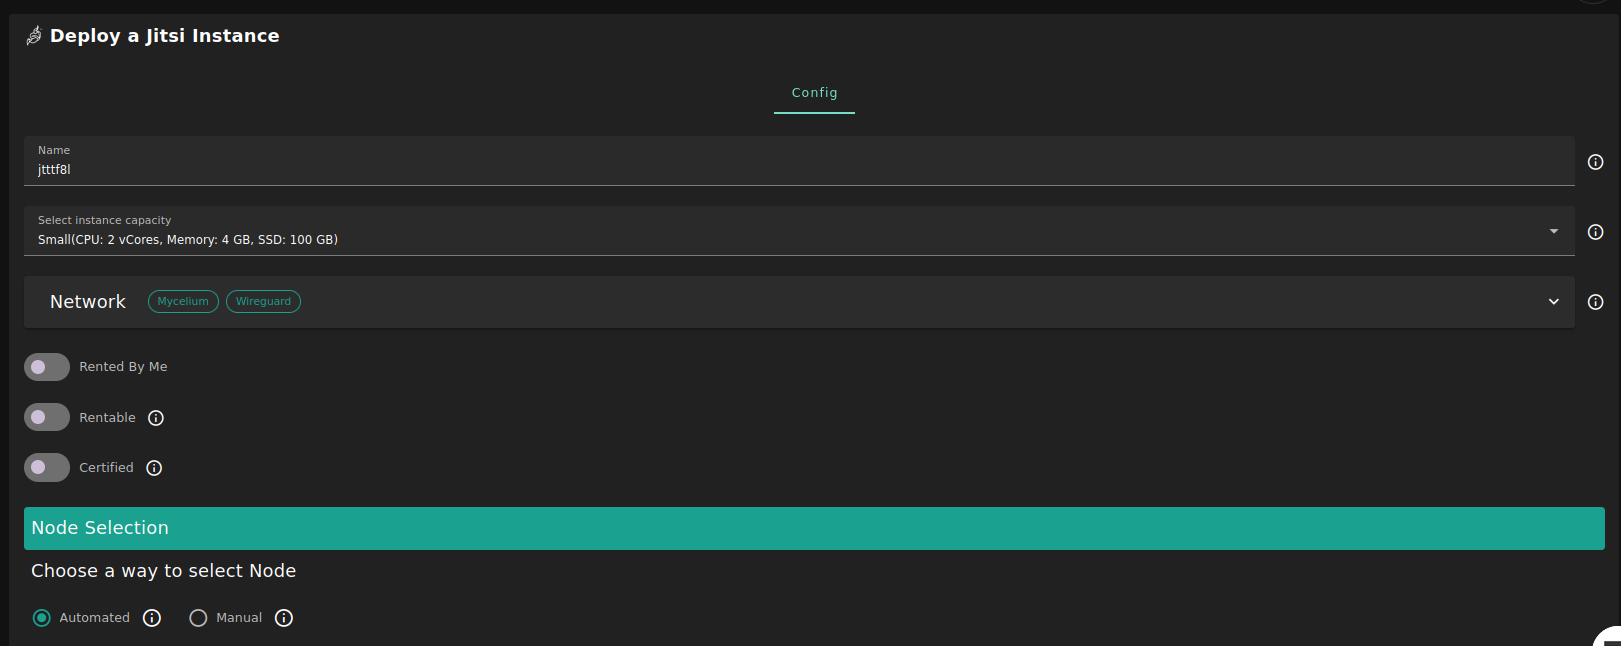 Deploy a Jitsi Instance
Config
Name
jtttf8l
Select instance capacity
Small(CPU: 2 vCores, Memory: 4 GB, SSD: 100 GB)
Network Mycelium Wireguard
Rented By Me
Rentable
Certified
Node Selection
Choose a way to select Node
Automated Manual